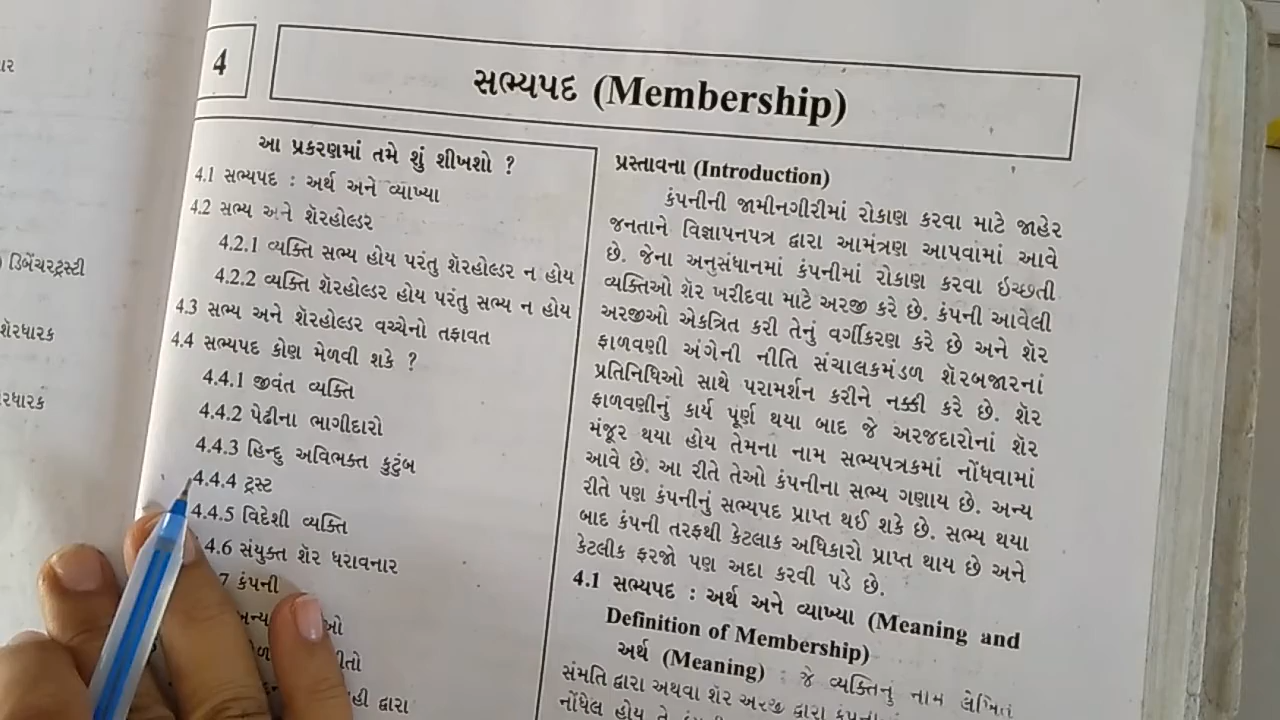 ાર
ડિબેંચરટ્રસ્ટી
શૅરધારક
રધારક
4
સભ્યપદ (Membership)
આ પ્રકરણમાં તમે શું શીખશો ?
4.1 સભ્યપદ : અર્થ અને વ્યાખ્યા
4.2 સભ્ય અને શૅરહોલ્ડર
4.2.1 વ્યક્તિ સભ્ય હોય પરંતુ શૅરહોલ્ડર ન હોય
4.2.2 વ્યક્તિ શૅરહોલ્ડર હોય પરંતુ સભ્ય ન હોય
4.3 સભ્ય અને શૅરહોલ્ડર વચ્ચેનો તફાવત
4.4 સભ્યપદ કોણ મેળવી શકે ?
4.4.1 જીવંત વ્યક્તિ
4.4.2 પેઢીના ભાગીદારો
4.4.3 હિન્દુ અવિભક્ત કુટુંબ
4.4.4 ટ્રસ્ટ
4.4.5 વિદેશી વ્યક્તિ
4.6 સંયુક્ત શૅર ધરાવનાર
7 કંપની
દ્વારા
પ્રસ્તાવના (Introduction)
કંપનીની જામીનગીરીમાં રોકાણ કરવા માટે જાહેર
જનતાને વિજ્ઞાપનપત્ર દ્વારા આમંત્રણ આપવામાં આવે
છે. જેના અનુસંધાનમાં કંપનીમાં રોકાણ કરવા ઇચ્છતી
વ્યક્તિઓ શેર ખરીદવા માટે અરજી કરે છે. કંપની આવેલી
અરજીઓ એકત્રિત કરી તેનું વર્ગીકરણ કરે છે અને શૅર
ફાળવણી અંગેની નીતિ સંચાલકમંડળ શૅરબજારનાં
પ્રતિનિધિઓ સાથે પરામર્શન કરીને નક્કી કરે છે. શૅર
ફાળવણીનું કાર્ય પૂર્ણ થયા બાદ જે અરજદારોનાં શૅર
મંજૂર થયા હોય તેમના નામ સભ્યપત્રકમાં નોંધવામાં
આવે છે. આ રીતે તેઓ કંપનીના સભ્ય ગણાય છે. અન્ય
રીતે પણ કંપનીનું સભ્યપદ પ્રાપ્ત થઈ શકે છે. સભ્ય થયા
બાદ કંપની તરફથી કેટલાક અધિકારો પ્રાપ્ત થાય છે અને
કેટલીક ફરજો પણ અદા કરવી પડે છે.
4.1 સભ્યપદ : અર્થ અને વ્યાખ્યા (Meaning and
Definition of Membership)
અર્થ (Meaning) : જે વ્યક્તિનું નામ લેખિત
સંમતિ દ્વારા અથવા શૅર અરજી દ્વારા
નોંધેલ હોય તે